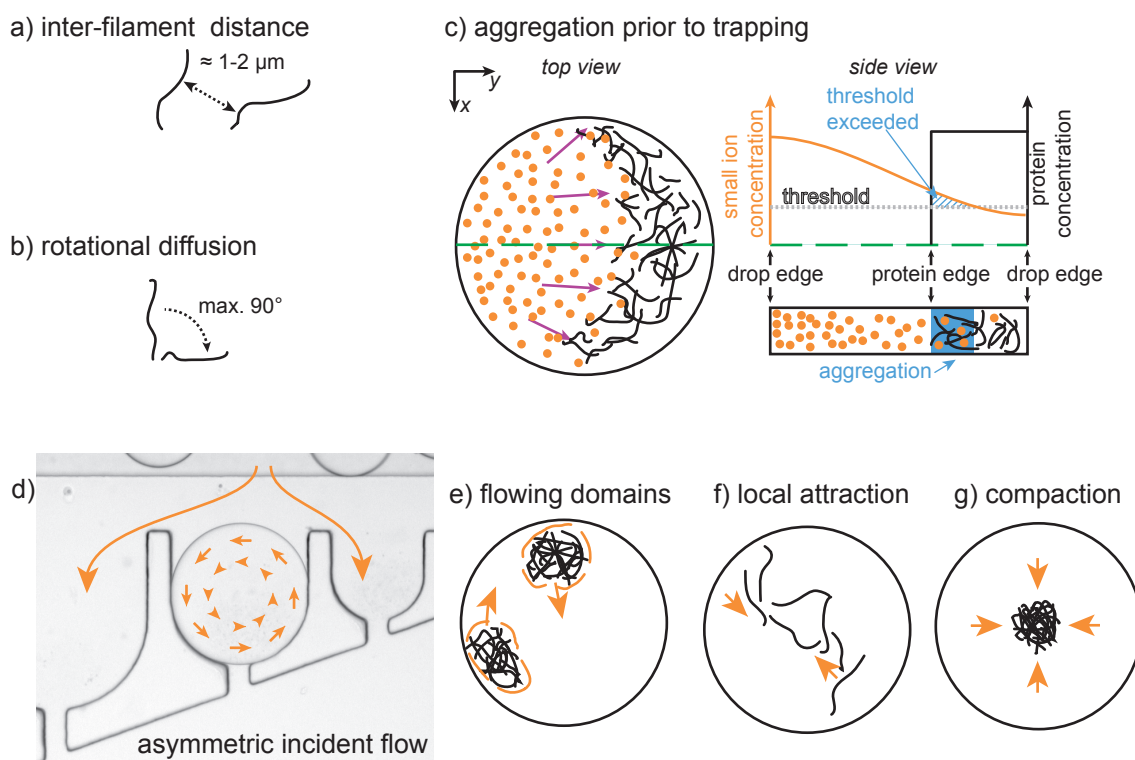 a) inter-filament distance
≈ 1-2 µm
b) rotational diffusion
max. 90°
c) aggregation prior to trapping
top view
y
x
side view
threshold
exceeded
small ion
concentration
protein
concentration
threshold
drop edge
protein edge
drop edge
aggregation
d)
asymmetric incident flow
e) flowing domains
f) local attraction
g) compaction